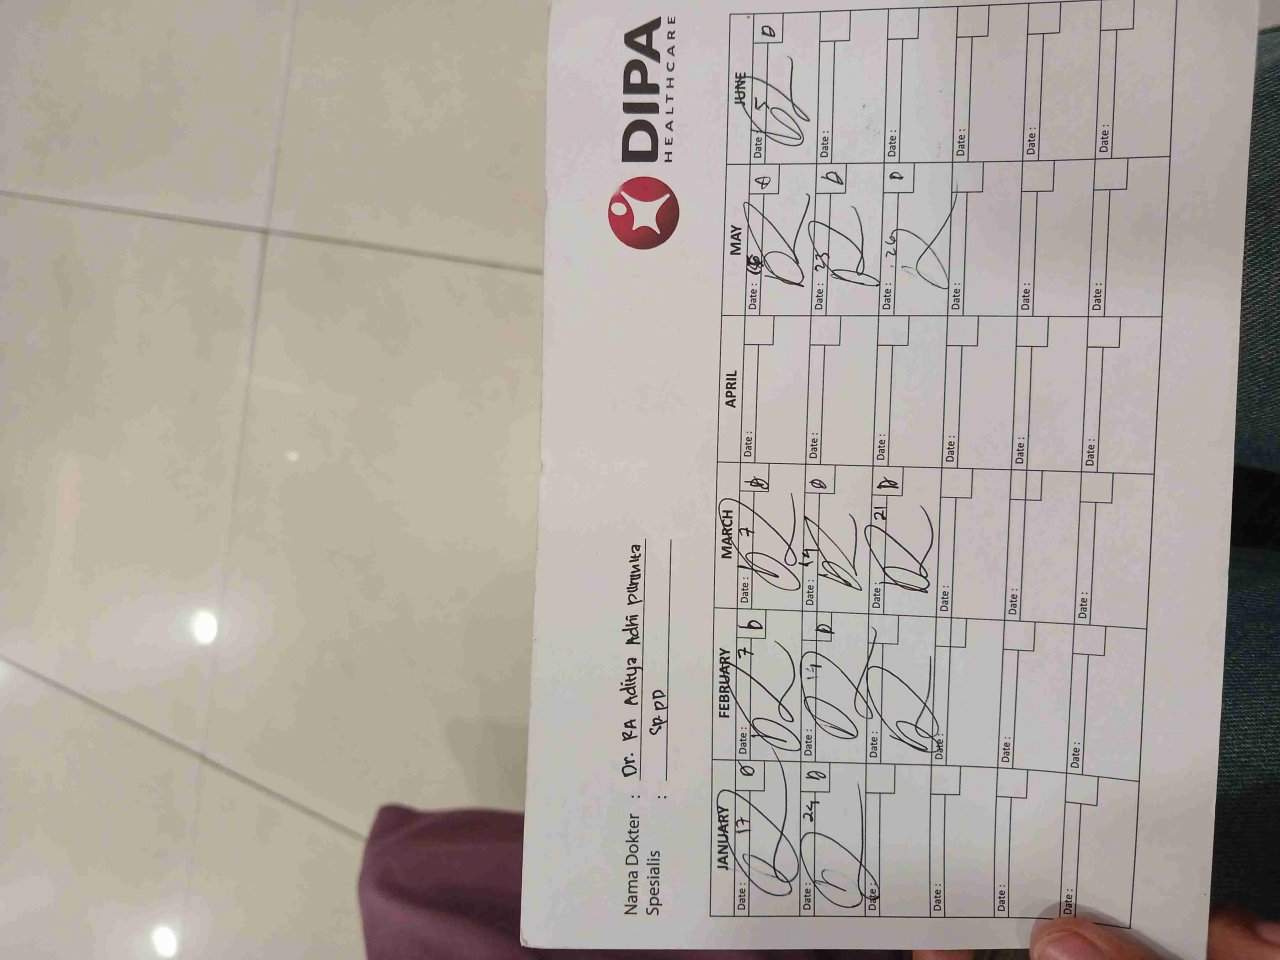 DIPA
HEALTHCARE
Nama Dokter : Dr. RA Aditya Adhi
Spesialis : Sp PD
JANUARY FEBRUARY MARCH APRIL MAY JUNE
Date : 17 D Date : 7 D Date : 7 D Date : Date : D Date : 5 D
Date : 24 D Date : 14 D Date : 14 D Date : Date : 23 D Date :
Date : Date : Date : 21 D Date : Date : 26 D Date :
Date : Date : Date : Date : Date : Date :
Date : Date : Date : Date : Date : Date :
Date : Date : Date : Date : Date : Date :